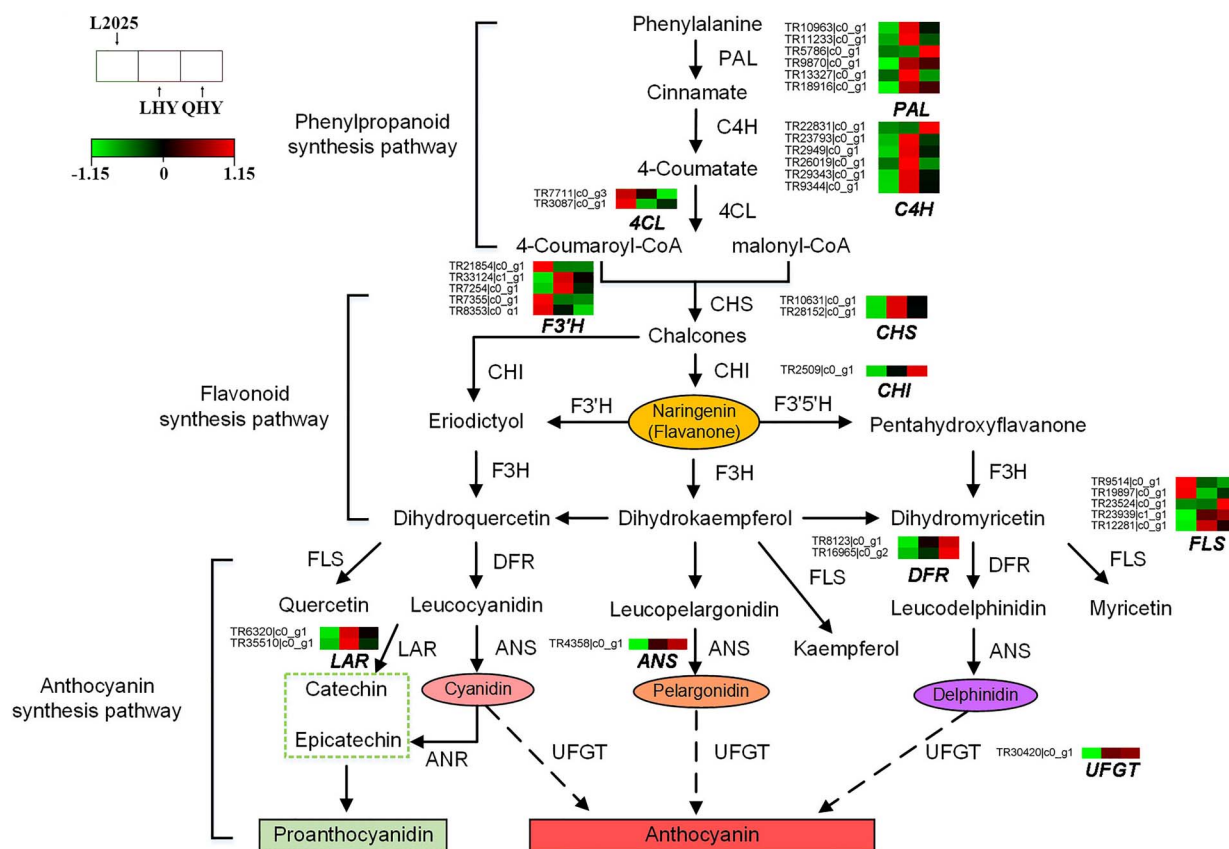 L2025
LHY QHY
-1.15 0 1.15
Phenylpropanoid
synthesis pathway
Phenylalanine
PAL
Cinnamate
C4H
4-Coumatate
4CL
4-Coumaroyl-CoA
malonyl-CoA
TR10963|c0_g1
TR11233|c0_g1
TR5786|c0_g1
TR9870|c0_g1
TR13327|c0_g1
TR18916|c0_g1
PAL
TR22831|c0_g1
TR23793|c0_g1
TR2949|c0_g1
TR26019|c0_g1
TR29343|c0_g1
TR9344|c0_g1
C4H
TR7711|c0_g3
TR3087|c0_g1
4CL
TR21854|c0_g1
TR33124|c1_g1
TR7254|c0_g1
TR7355|c0_g1
TR8353|c0_g1
F3'H
Flavonoid
synthesis pathway
CHS
TR10631|c0_g1
TR28152|c0_g1
CHS
Chalcones
CHI
CHI
TR2509|c0_g1
CHI
Eriodictyol
F3'H
Naringenin
(Flavanone)
F3'5'H
Pentahydroxyflavanone
F3H
F3H
F3H
TR9514|c0_g1
TR19897|c0_g1
TR23524|c0_g1
TR23939|c1_g1
TR12281|c0_g1
FLS
Dihydroquercetin
Dihydrokaempferol
Dihydromyricetin
TR8123|c0_g1
TR16965|c0_g2
DFR
Anthocyanin
synthesis pathway
FLS
DFR
FLS
DFR
FLS
Quercetin
Leucocyanidin
Leucopelargonidin
Leucodelphinidin
Myricetin
Kaempferol
TR6320|c0_g1
TR35510|c0_g1
LAR
LAR
ANS
TR4358|c0_g1
ANS
ANS
ANS
Catechin
Cyanidin
Pelargonidin
Delphinidin
Epicatechin
ANR
UFGT
UFGT
UFGT
TR30420|c0_g1
UFGT
Proanthocyanidin
Anthocyanin